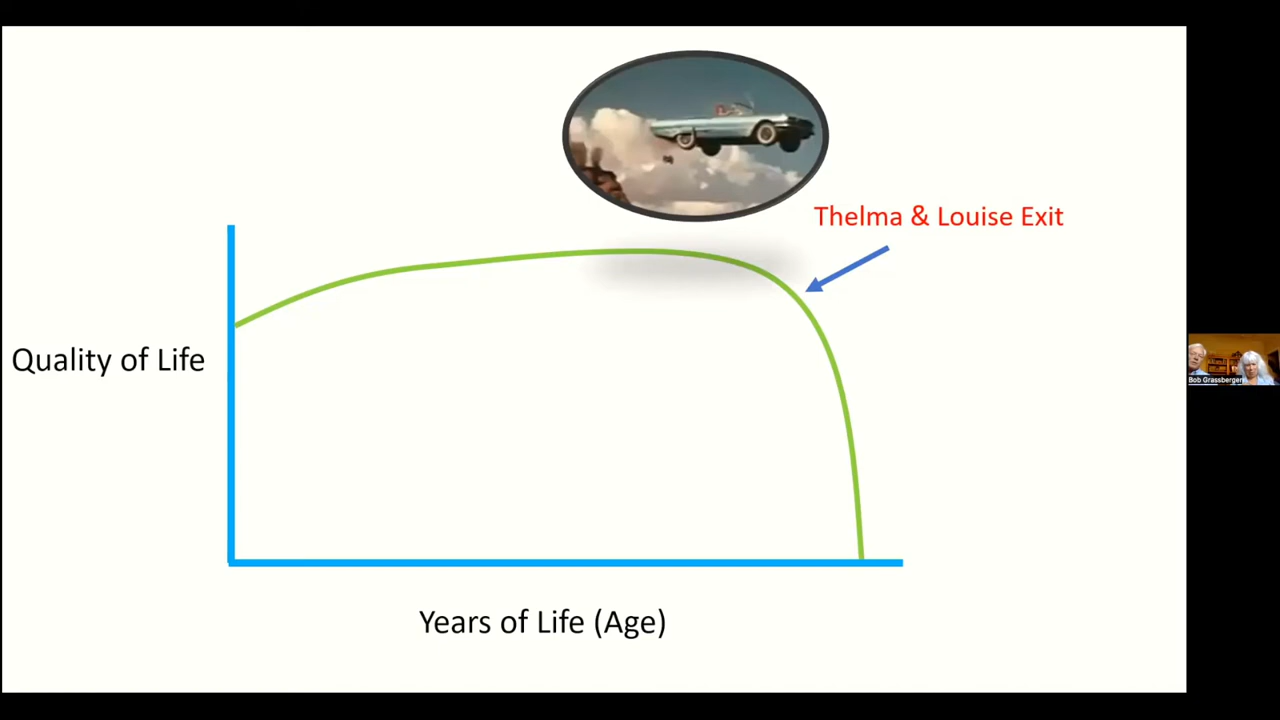 Thelma & Louise Exit
Quality of Life
Bob Grassberger
Years of Life (Age)